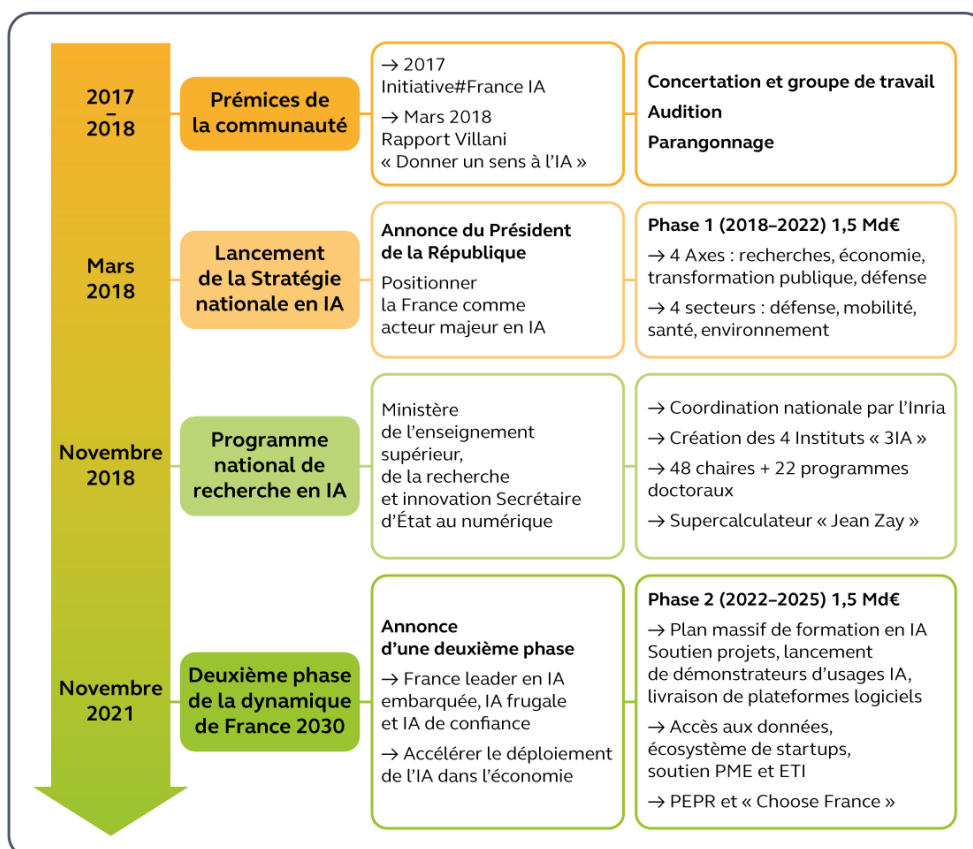 2017
–
2018
Prémices de
la communauté
→ 2017
Initiative#France IA
→ Mars 2018
Rapport Villani
« Donner un sens à l’IA »
Concertation et groupe de travail
Audition
Parangonnage
Mars
2018
Lancement
de la Stratégie
nationale en IA
Annonce du Président
de la République
Positionner
la France comme
acteur majeur en IA
Phase 1 (2018–2022) 1,5 Md€
→ 4 Axes : recherches, économie,
transformation publique, défense
→ 4 secteurs : défense, mobilité,
santé, environnement
Novembre
2018
Programme
national de
recherche en IA
Ministère
de l’enseignement
supérieur,
de la recherche
et innovation Secrétaire
d’État au numérique
→ Coordination nationale par l’Inria
→ Création des 4 Instituts « 3IA »
→ 48 chaires + 22 programmes
doctoraux
→ Supercalculateur « Jean Zay »
Novembre
2021
Deuxième phase
de la dynamique
de France 2030
Annonce
d’une deuxième phase
→ France leader en IA
embarquée, IA frugale
et IA de confiance
→ Accélérer le déploiement
de l’IA dans l’économie
Phase 2 (2022–2025) 1,5 Md€
→ Plan massif de formation en IA
Soutien projets, lancement
de démonstrateurs d’usages IA,
livraison de plateformes logiciels
→ Accès aux données,
écosystème de startups,
soutien PME et ETI
→ PEPR et « Choose France »